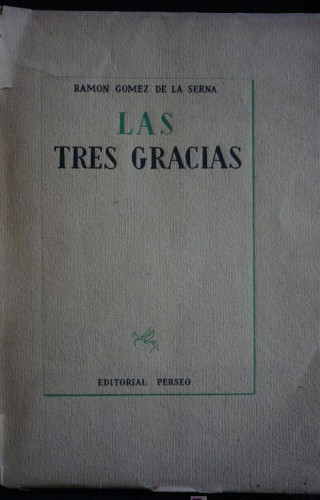 RAMON GOMEZ DE LA SERNA
LAS
TRES GRACIAS
EDITORIAL PERSEO